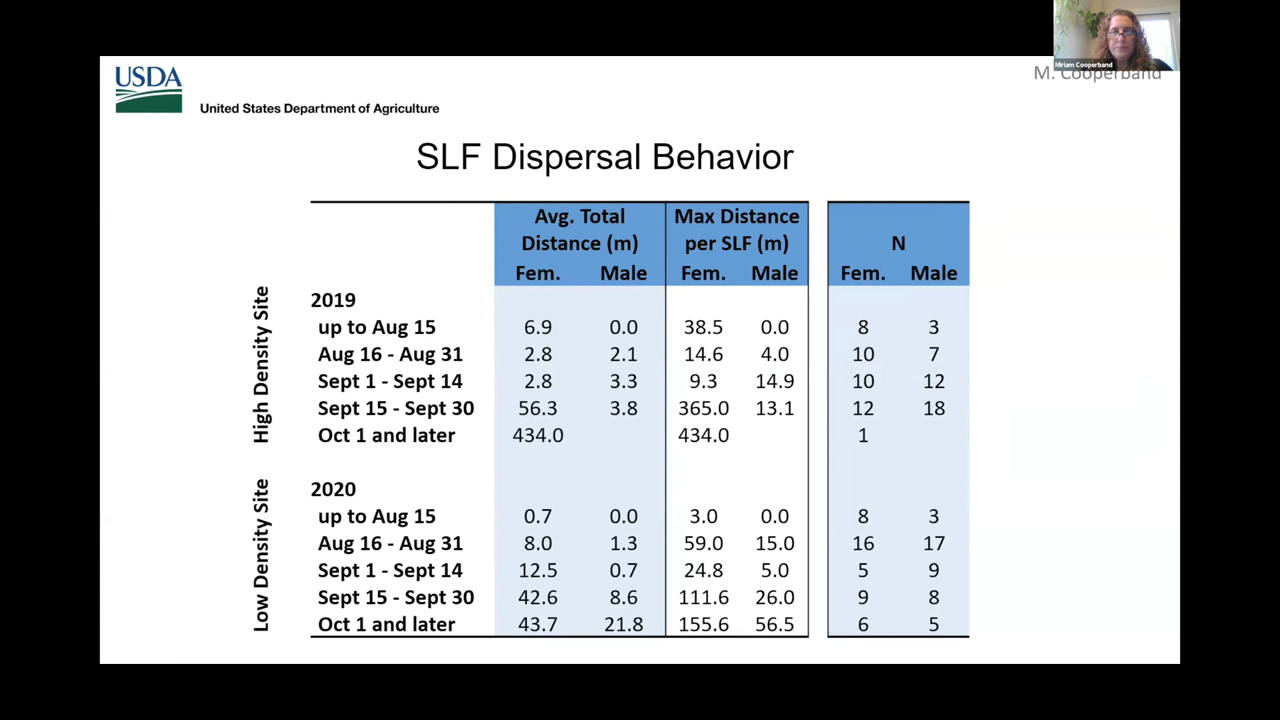 Miriam Cooperband
M. Cooperband
USDA
United States Department of Agriculture
SLF Dispersal Behavior
Avg. Total Max Distance
Distance (m) per SLF (m) N
Fem. Male Fem. Male Fem. Male
High Density Site
2019
up to Aug 15 6.9 0.0 38.5 0.0 8 3
Aug 16 - Aug 31 2.8 2.1 14.6 4.0 10 7
Sept 1 - Sept 14 2.8 3.3 9.3 14.9 10 12
Sept 15 - Sept 30 56.3 3.8 365.0 13.1 12 18
Oct 1 and later 434.0 434.0 1
Low Density Site
2020
up to Aug 15 0.7 0.0 3.0 0.0 8 3
Aug 16 - Aug 31 8.0 1.3 59.0 15.0 16 17
Sept 1 - Sept 14 12.5 0.7 24.8 5.0 5 9
Sept 15 - Sept 30 42.6 8.6 111.6 26.0 9 8
Oct 1 and later 43.7 21.8 155.6 56.5 6 5